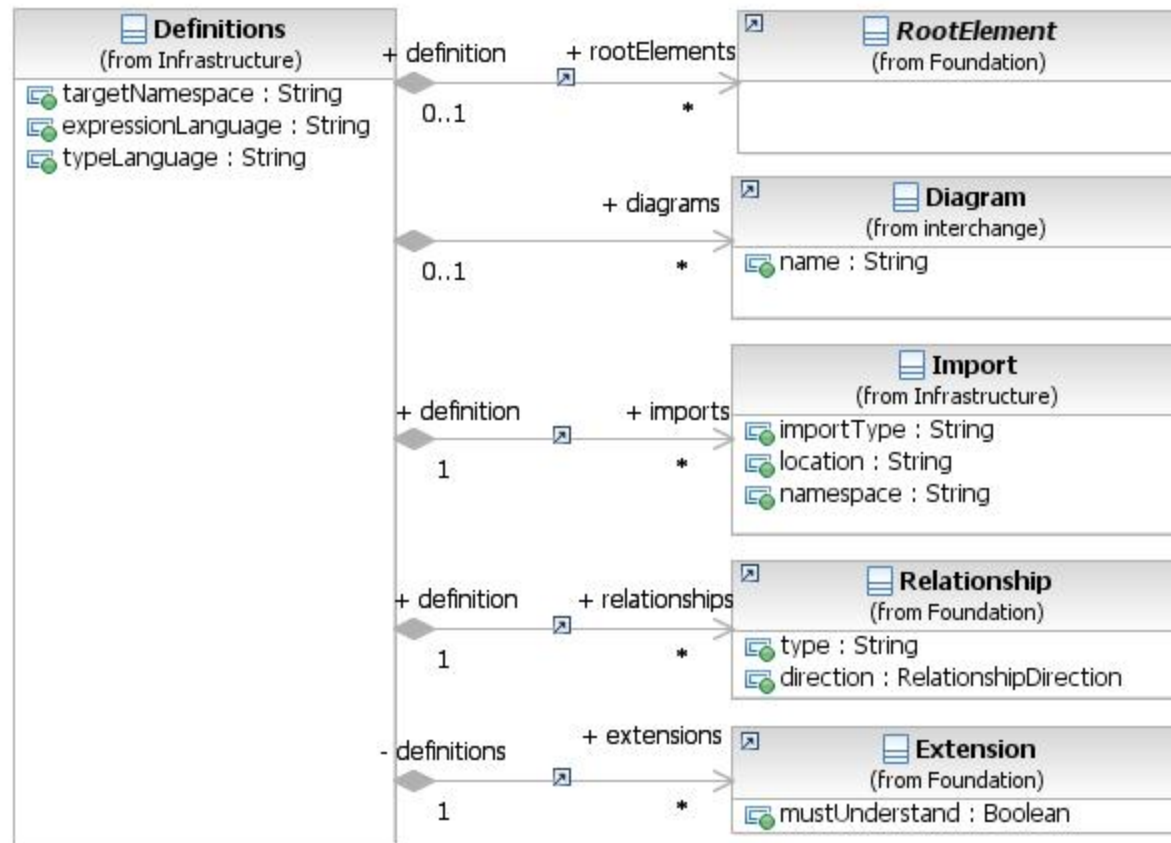 Definitions
(from Infrastructure)
targetNamespace : String
expressionLanguage : String
typeLanguage : String
+ definition
+ rootElements
0..1
*
RootElement
(from Foundation)
+ diagrams
0..1
*
Diagram
(from interchange)
name : String
+ definition
+ imports
1
*
Import
(from Infrastructure)
importType : String
location : String
namespace : String
+ definition
+ relationships
1
*
Relationship
(from Foundation)
type : String
direction : RelationshipDirection
- definitions
+ extensions
1
*
Extension
(from Foundation)
mustUnderstand : Boolean